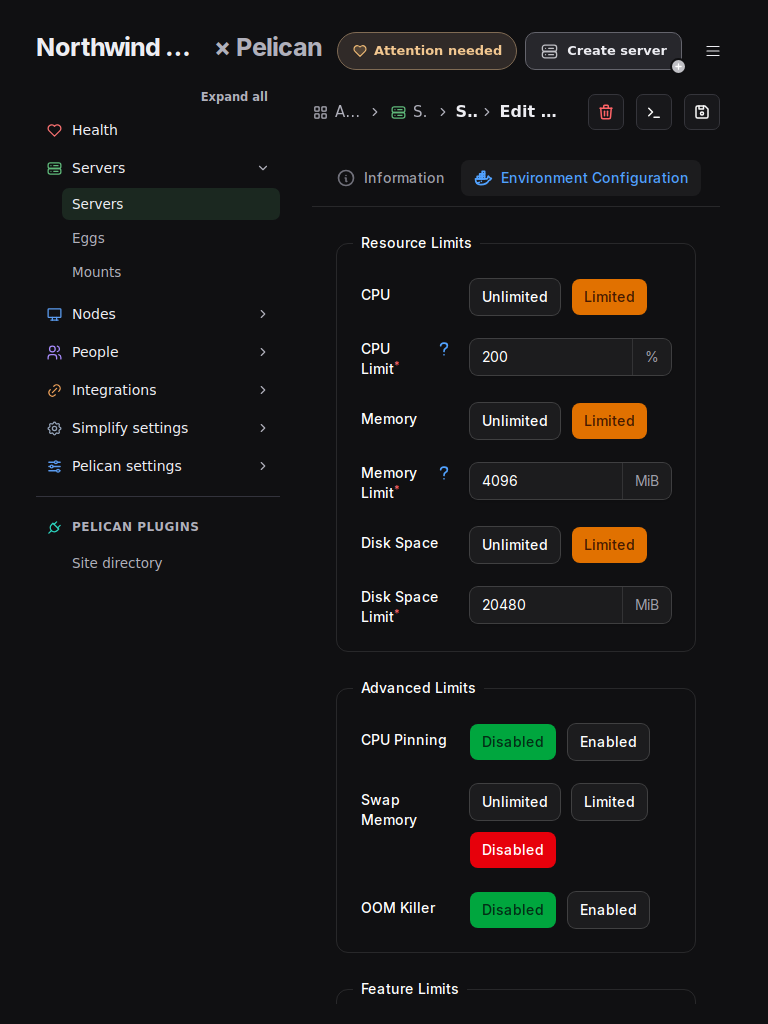 Northwind ... × Pelican
Attention needed
Create server
Expand all
Health
Servers
Servers
Eggs
Mounts
Nodes
People
Integrations
Simplify settings
Pelican settings
PELICAN PLUGINS
Site directory
A... > S. > S.. > Edit ...
Information
Environment Configuration
Resource Limits
CPU
Unlimited
Limited
CPU
Limit*
?
200
%
Memory
Unlimited
Limited
Memory
Limit*
?
4096
MiB
Disk Space
Unlimited
Limited
Disk Space
Limit*
20480
MiB
Advanced Limits
CPU Pinning
Disabled
Enabled
Swap
Memory
Unlimited
Limited
Disabled
OOM Killer
Disabled
Enabled
Feature Limits